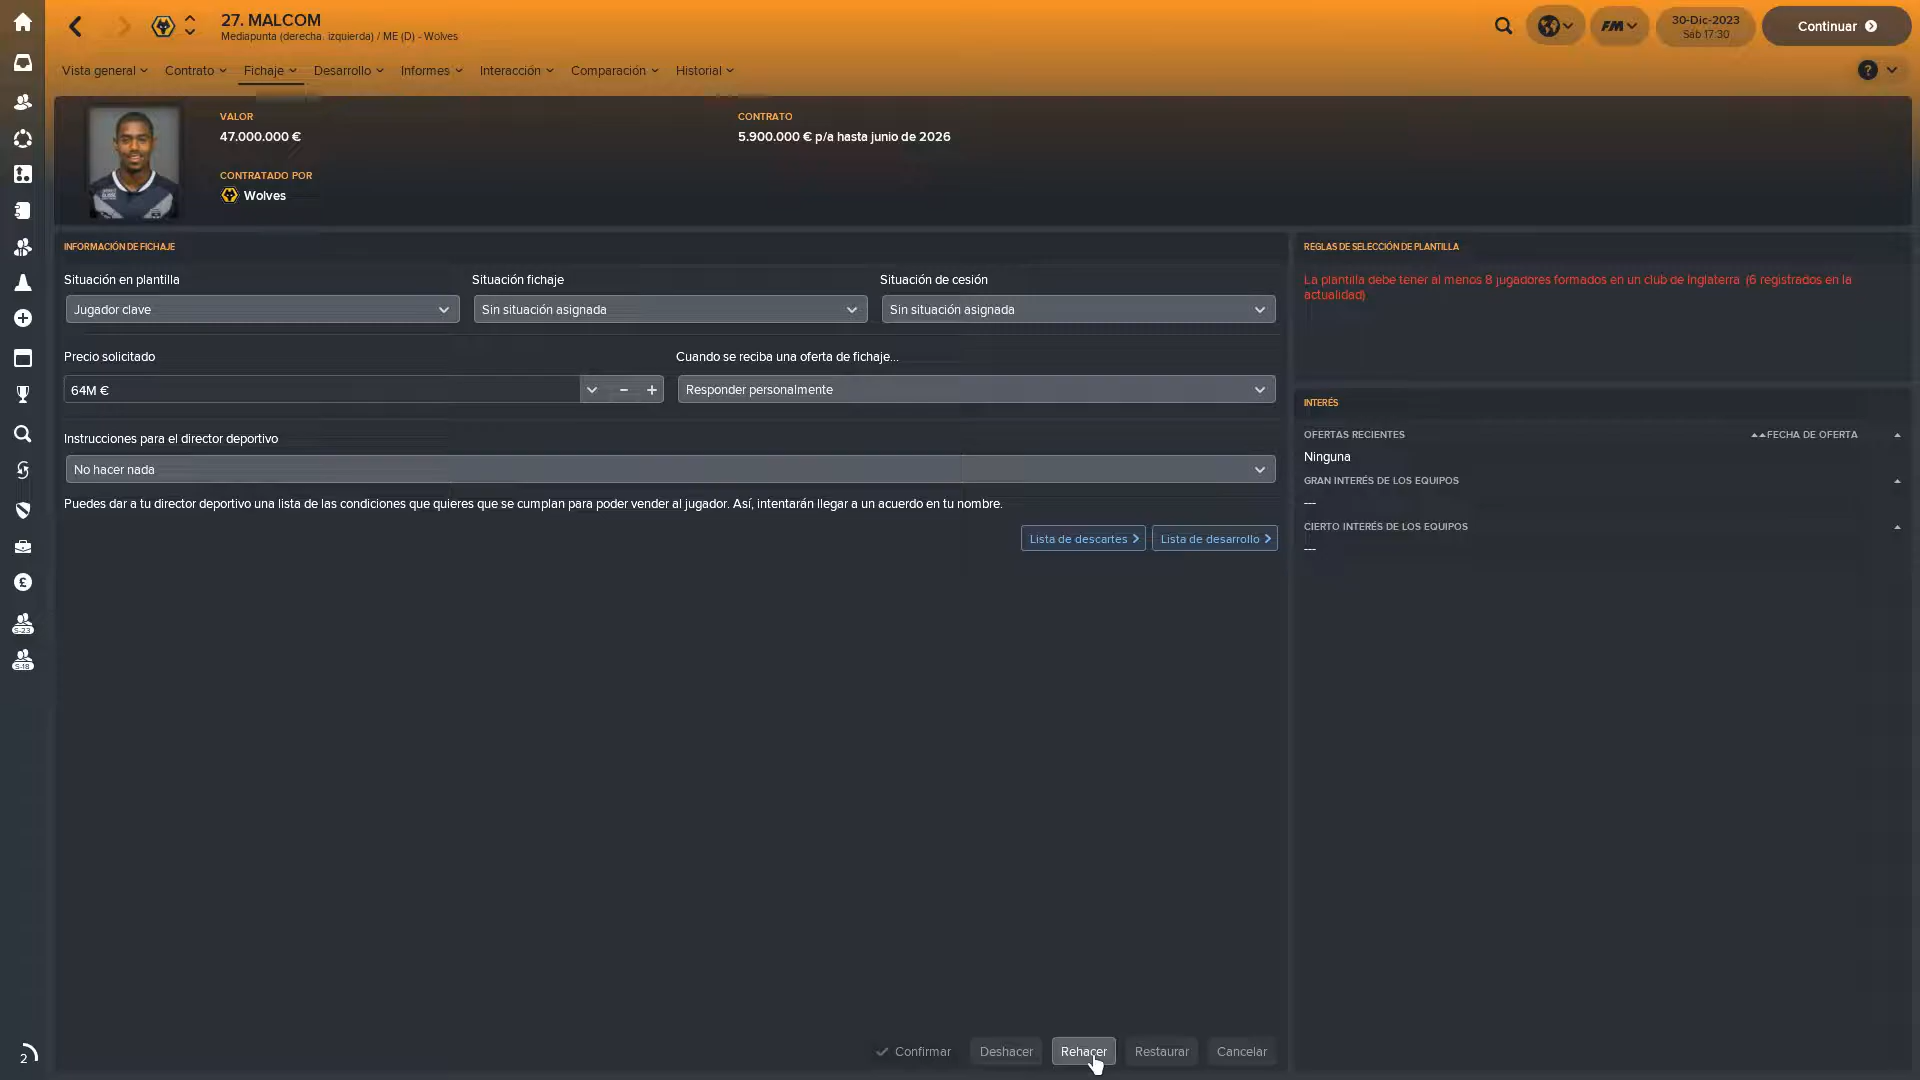 27. MALCOM
Mediapunta (derecha. izquierda) / ME (D) - Wolves
FM
30-Dic-2023
Sáb 17:30
Continuar
Vista general
Contrato
Fichaje
Desarrollo
Informes
Interacción
Comparación
Historial
?
VALOR
47.000.000 €
CONTRATO
5.900.000 € p/a hasta junio de 2026
CONTRATADO POR
Wolves
INFORMACIÓN DE FICHAJE
Situación en plantilla
Situación fichaje
Situación de cesión
Jugador clave
Sin situación asignada
Sin situación asignada
Precio solicitado
Cuando se reciba una oferta de fichaje...
64M €
Responder personalmente
Instrucciones para el director deportivo
No hacer nada
Puedes dar a tu director deportivo una lista de las condiciones que quieres que se cumplan para poder vender al jugador. Así, intentarán llegar a un acuerdo en tu nombre.
Lista de descartes
Lista de desarrollo
REGLAS DE SELECCIÓN DE PLANTILLA
La plantilla debe tener al menos 8 jugadores formados en un club de Inglaterra. (6 registrados en la
actualidad)
INTERÉS
OFERTAS RECIENTES
FECHA DE OFERTA
Ninguna
GRAN INTERÉS DE LOS EQUIPOS
---
CIERTO INTERÉS DE LOS EQUIPOS
---
S-23
S-18
2
Confirmar
Deshacer
Rehacer
Restaurar
Cancelar